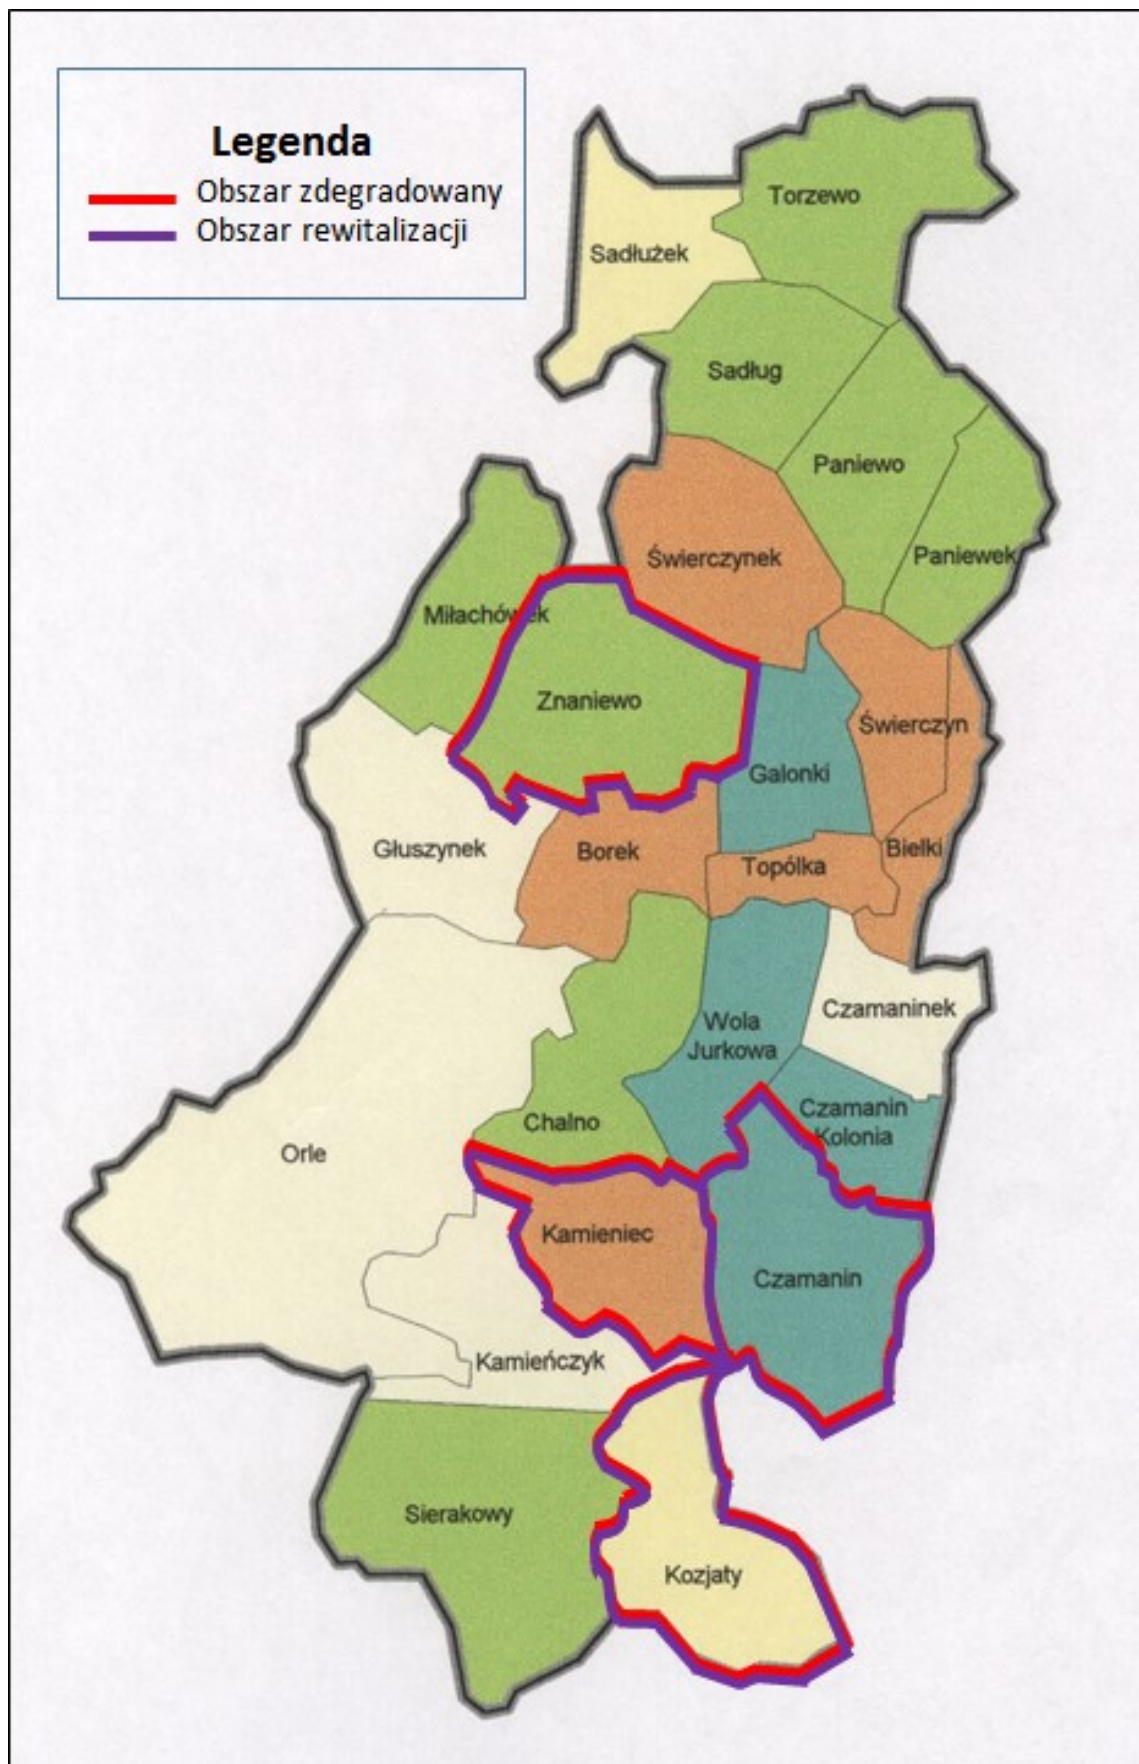 Legenda
Obszar zdegradowany
Obszar rewitalizacji
Torzewo
Sadłużek
Sadług
Paniewo
Paniewek
Świerczynek
Miłachówek
Znaniewo
Świerczyn
Galonki
Głuszynek
Borek
Topólka
Bielki
Czamaninek
Wola
Jurkowa
Czamanin
Kolonia
Chalno
Orle
Kamieniec
Czamanin
Kamieńczyk
Sierakowy
Kozjaty